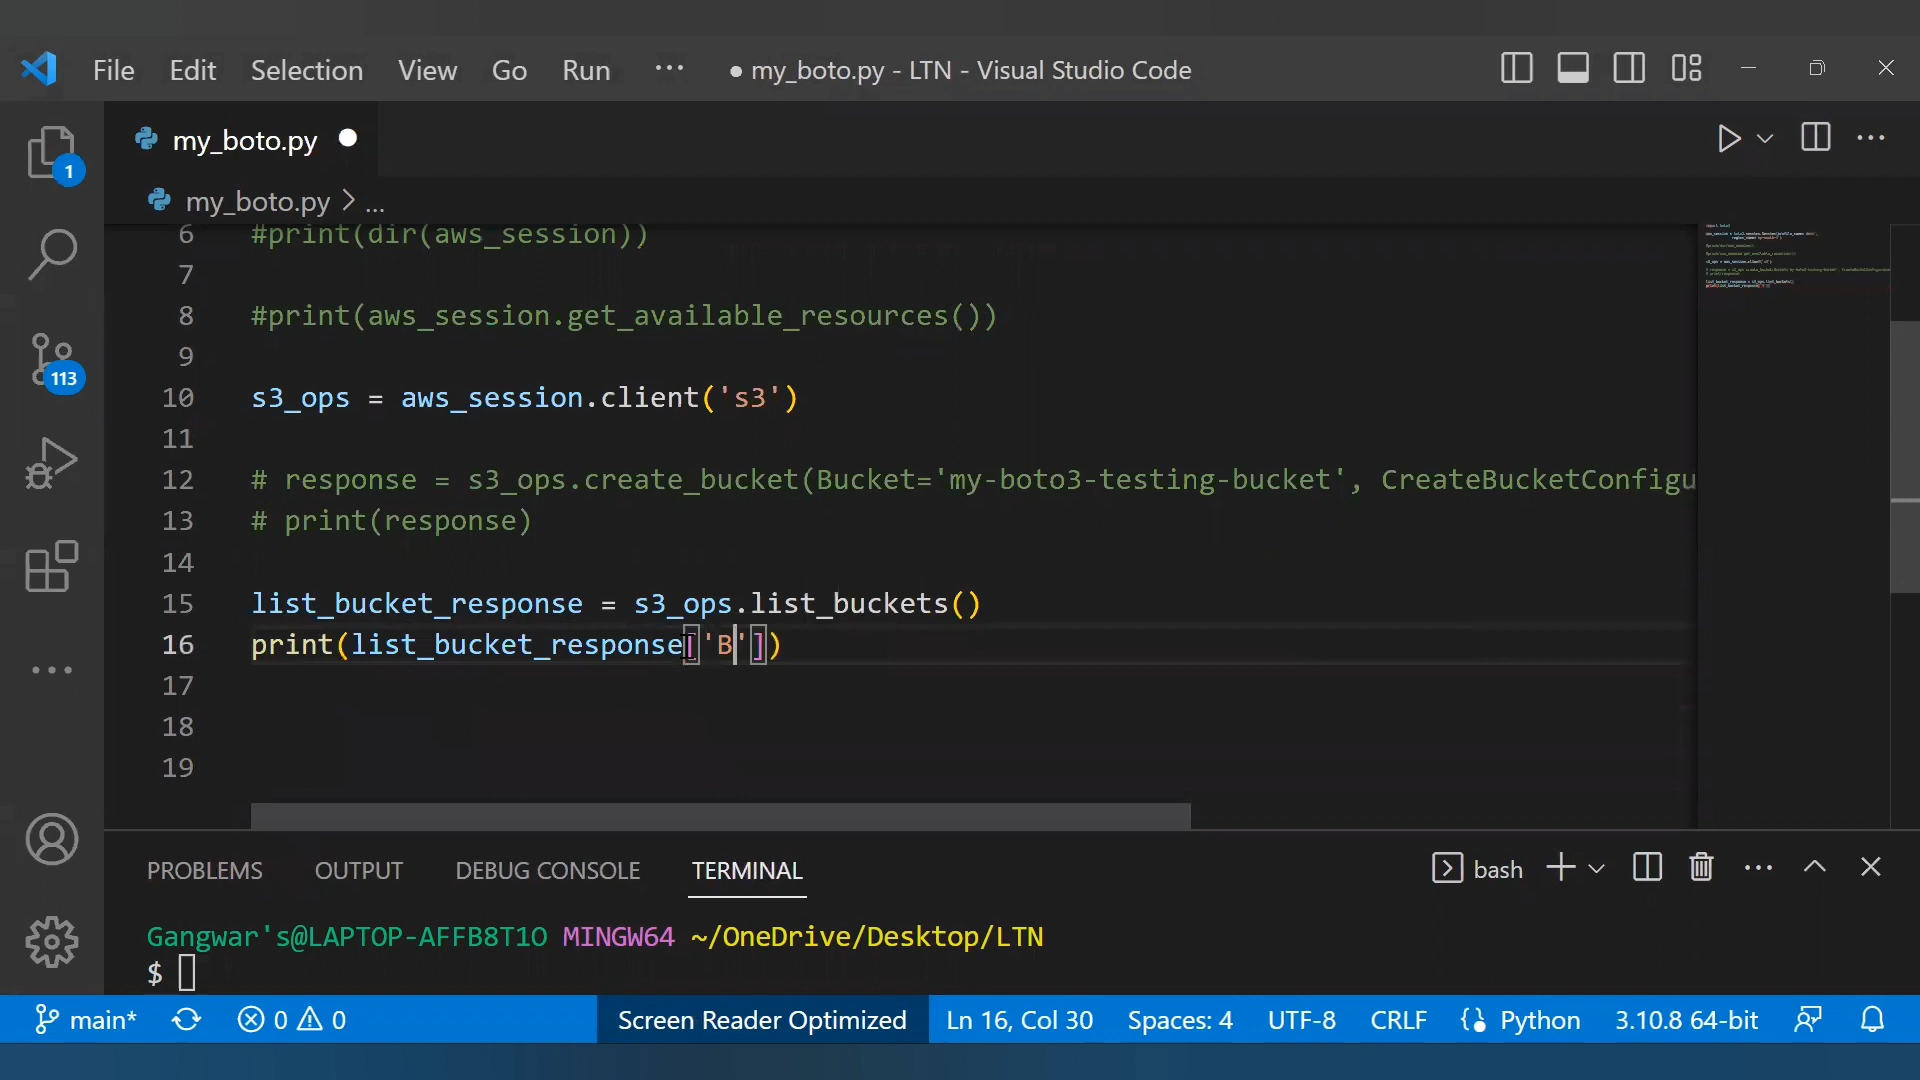 File Edit Selection View Go Run ··· ● my_boto.py - LTN - Visual Studio Code
my_boto.py ●
my_boto.py > ...
1
113
6 #print(dir(aws_session))
7
8 #print(aws_session.get_available_resources())
9
10 s3_ops = aws_session.client('s3')
11
12 # response = s3_ops.create_bucket(Bucket='my-boto3-testing-bucket', CreateBucketConfigu
13 # print(response)
14
15 list_bucket_response = s3_ops.list_buckets()
16 print(list_bucket_response['B'])
17
18
19
PROBLEMS OUTPUT DEBUG CONSOLE TERMINAL bash
Gangwar's@LAPTOP-AFFB8T1O MINGW64 ~/OneDrive/Desktop/LTN
$
main* 0 0 Screen Reader Optimized Ln 16, Col 30 Spaces: 4 UTF-8 CRLF Python 3.10.8 64-bit